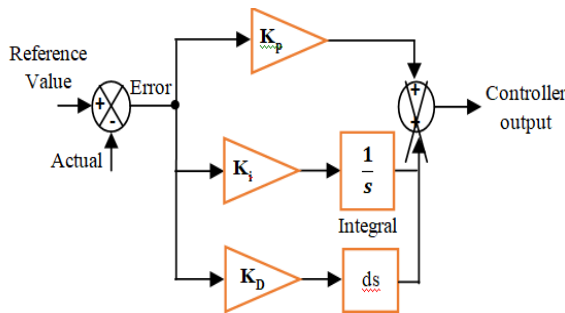 Reference
Value
+
-
Actual
Error
K_p
K_i
1
s
Integral
K_D
ds
+
+
Controller
output